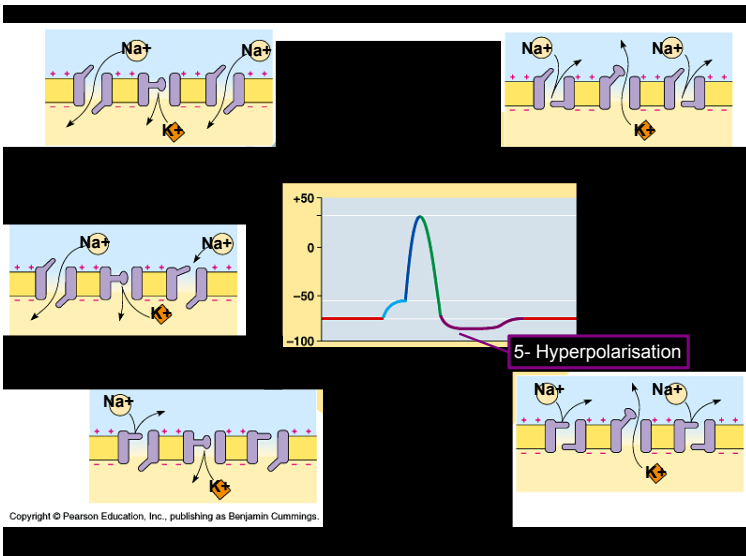 Na+ Na+
K+
Na+ Na+
K+
+50
0
−50
−100
Na+ Na+
K+
5- Hyperpolarisation
Na+
K+
Na+ Na+
K+
Copyright © Pearson Education, Inc., publishing as Benjamin Cummings.